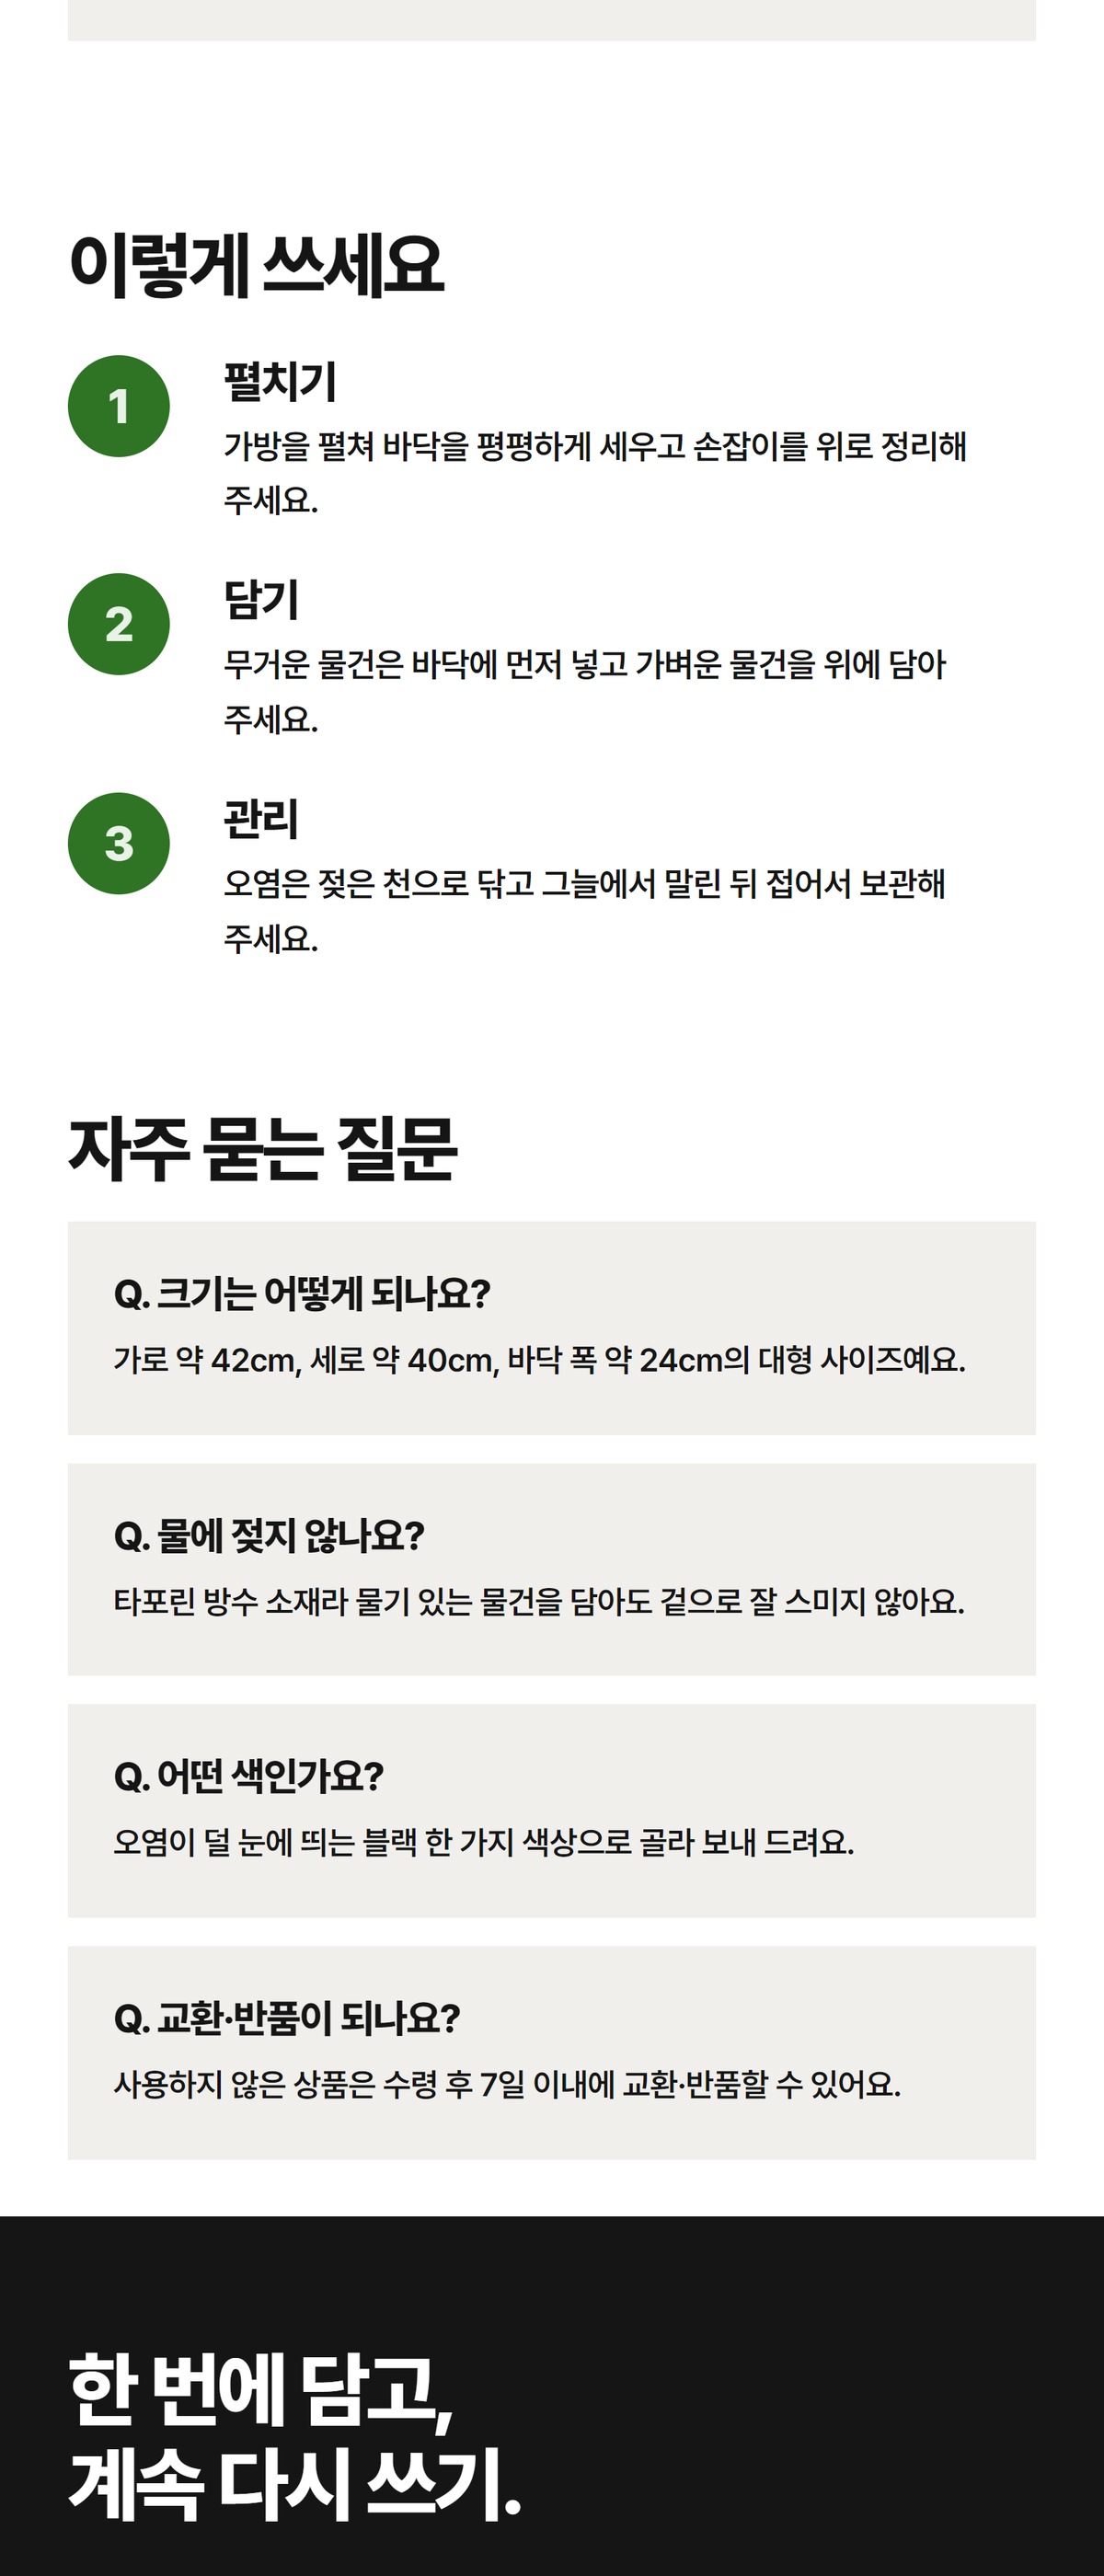 이렇게 쓰세요
1
펼치기
가방을 펼쳐 바닥을 평평하게 세우고 손잡이를 위로 정리해
주세요.
2
담기
무거운 물건은 바닥에 먼저 넣고 가벼운 물건을 위에 담아
주세요.
3
관리
오염은 젖은 천으로 닦고 그늘에서 말린 뒤 접어서 보관해
주세요.
자주 묻는 질문
Q. 크기는 어떻게 되나요?
가로 약 42cm, 세로 약 40cm, 바닥 폭 약 24cm의 대형 사이즈예요.
Q. 물에 젖지 않나요?
타포린 방수 소재라 물기 있는 물건을 담아도 겉으로 잘 스미지 않아요.
Q. 어떤 색인가요?
오염이 덜 눈에 띄는 블랙 한 가지 색상으로 골라 보내 드려요.
Q. 교환·반품이 되나요?
사용하지 않은 상품은 수령 후 7일 이내에 교환·반품할 수 있어요.
한 번에 담고,
계속 다시 쓰기.